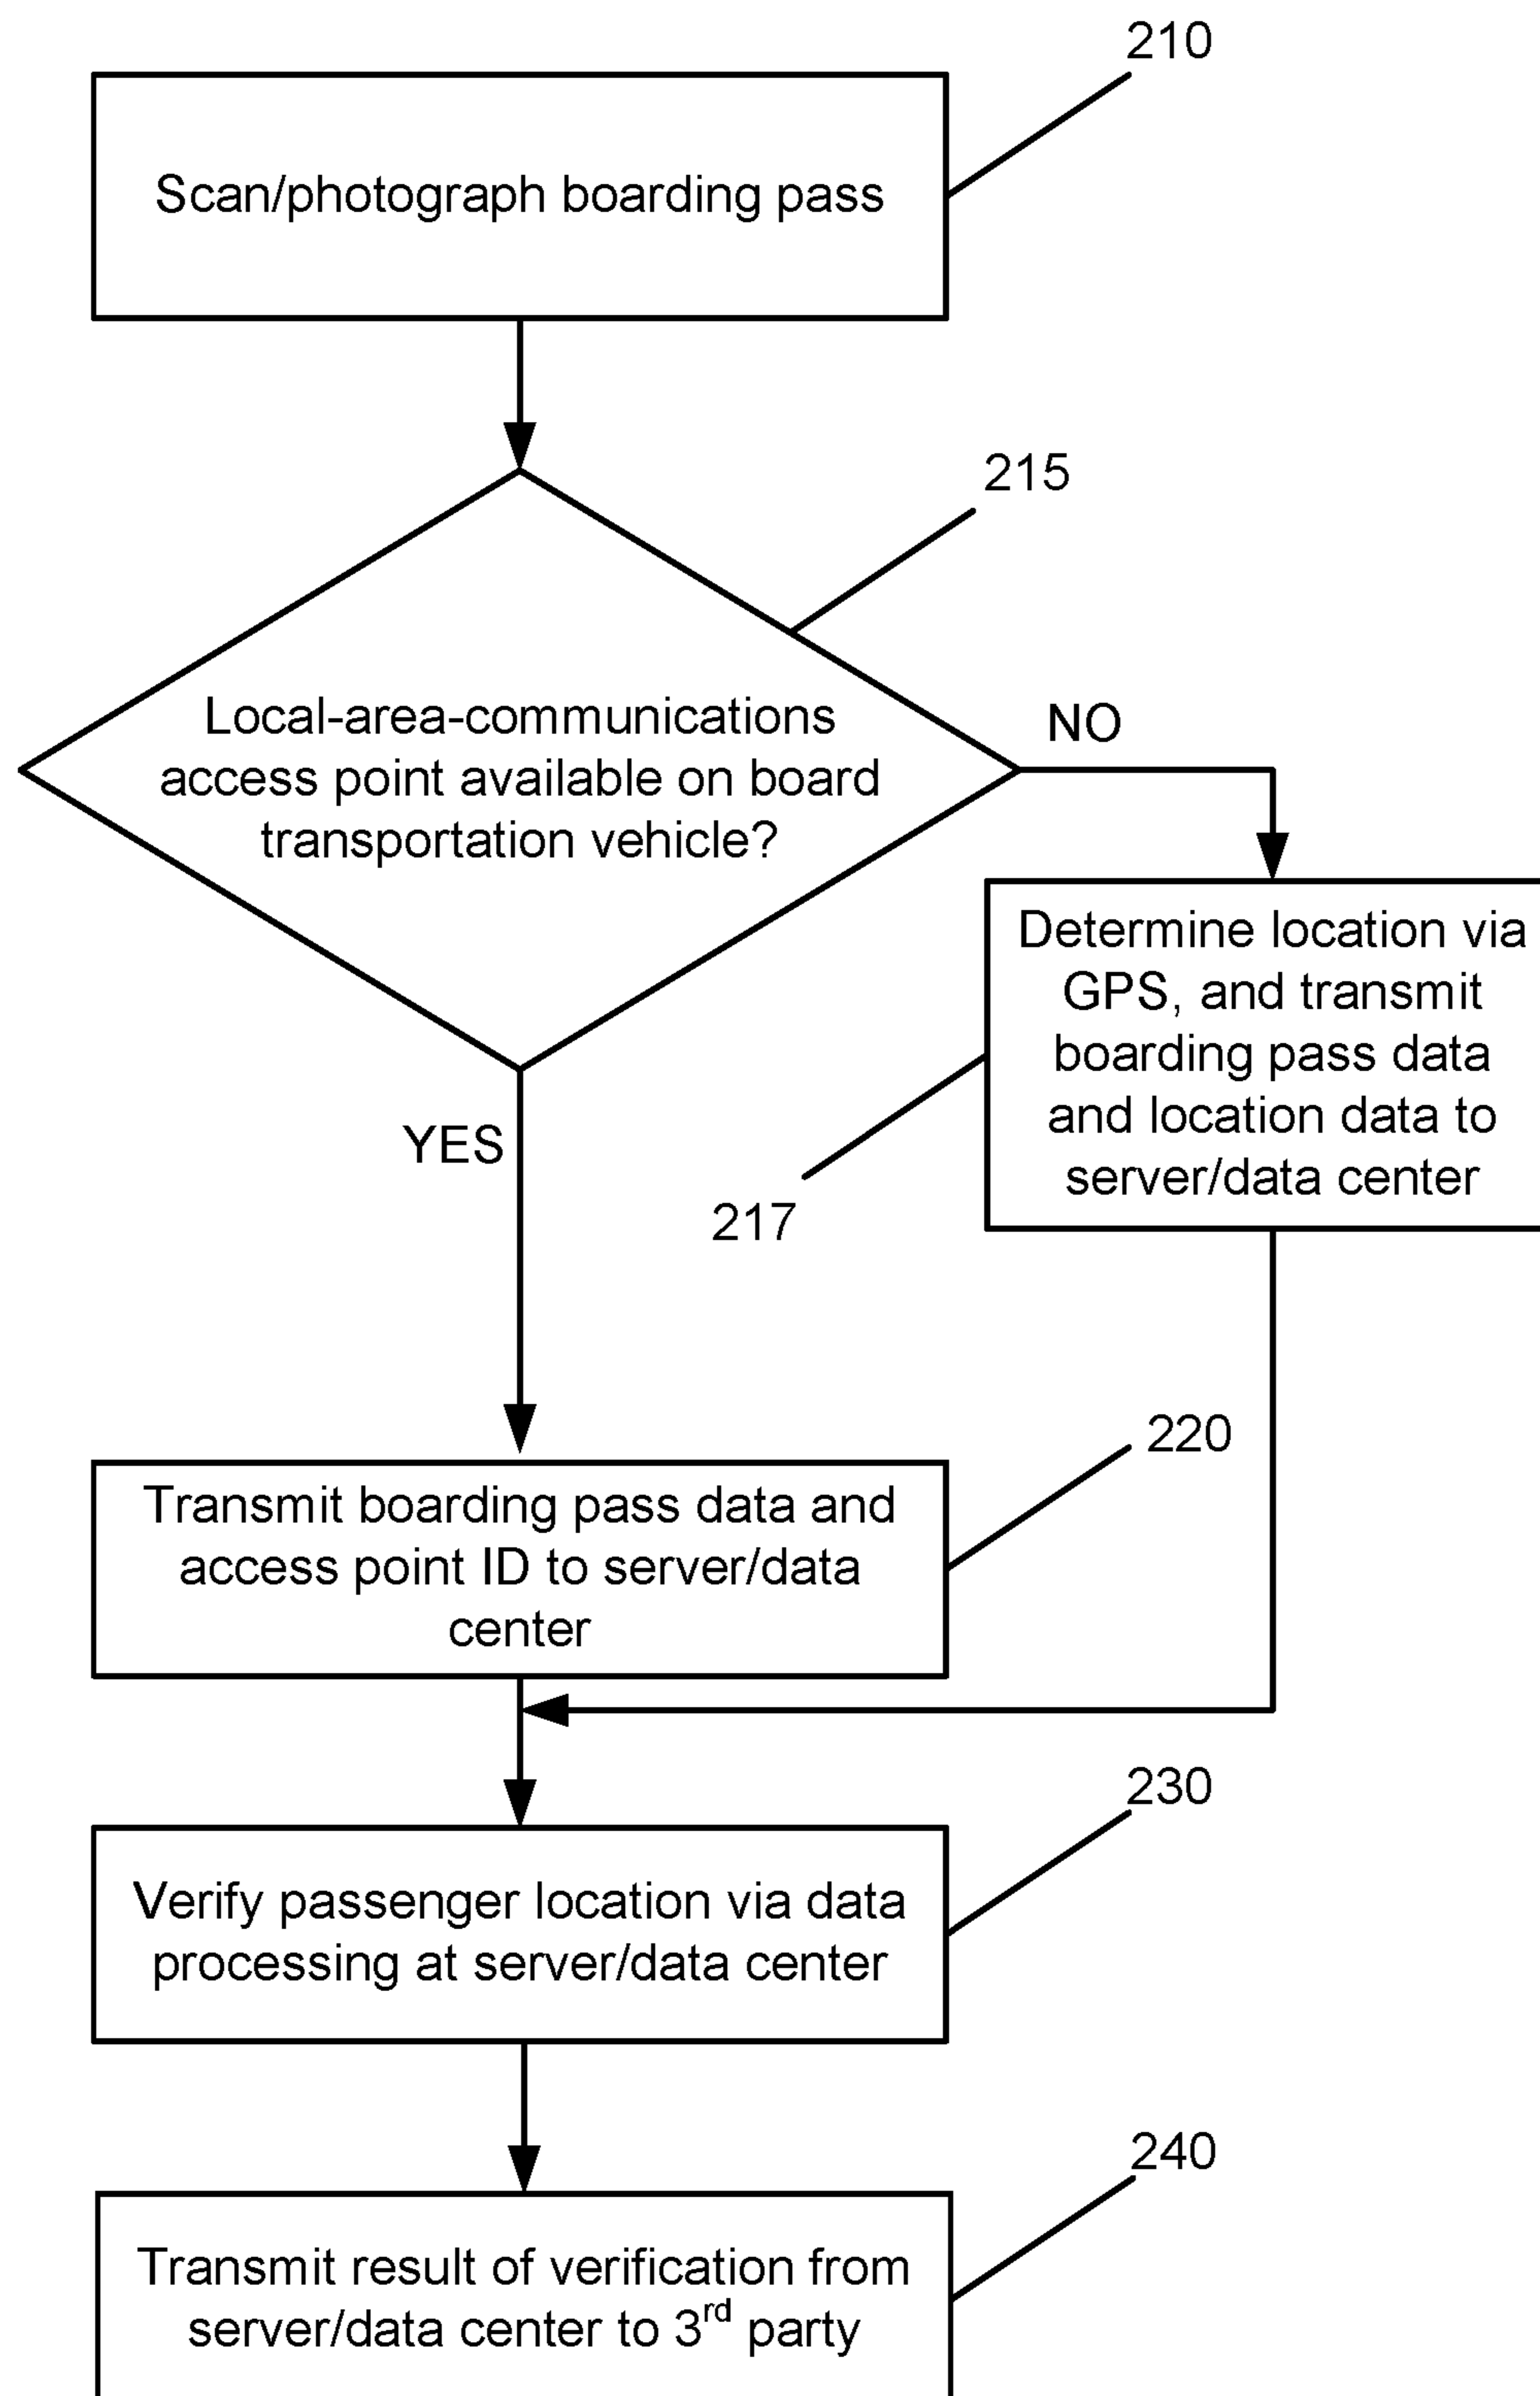 210
Scan/photograph boarding pass
215
Local-area-communications
access point available on board
transportation vehicle?
NO
Determine location via
GPS, and transmit
boarding pass data
and location data to
server/data center
YES
217
220
Transmit boarding pass data and
access point ID to server/data
center
230
Verify passenger location via data
processing at server/data center
240
Transmit result of verification from
server/data center to 3rd party